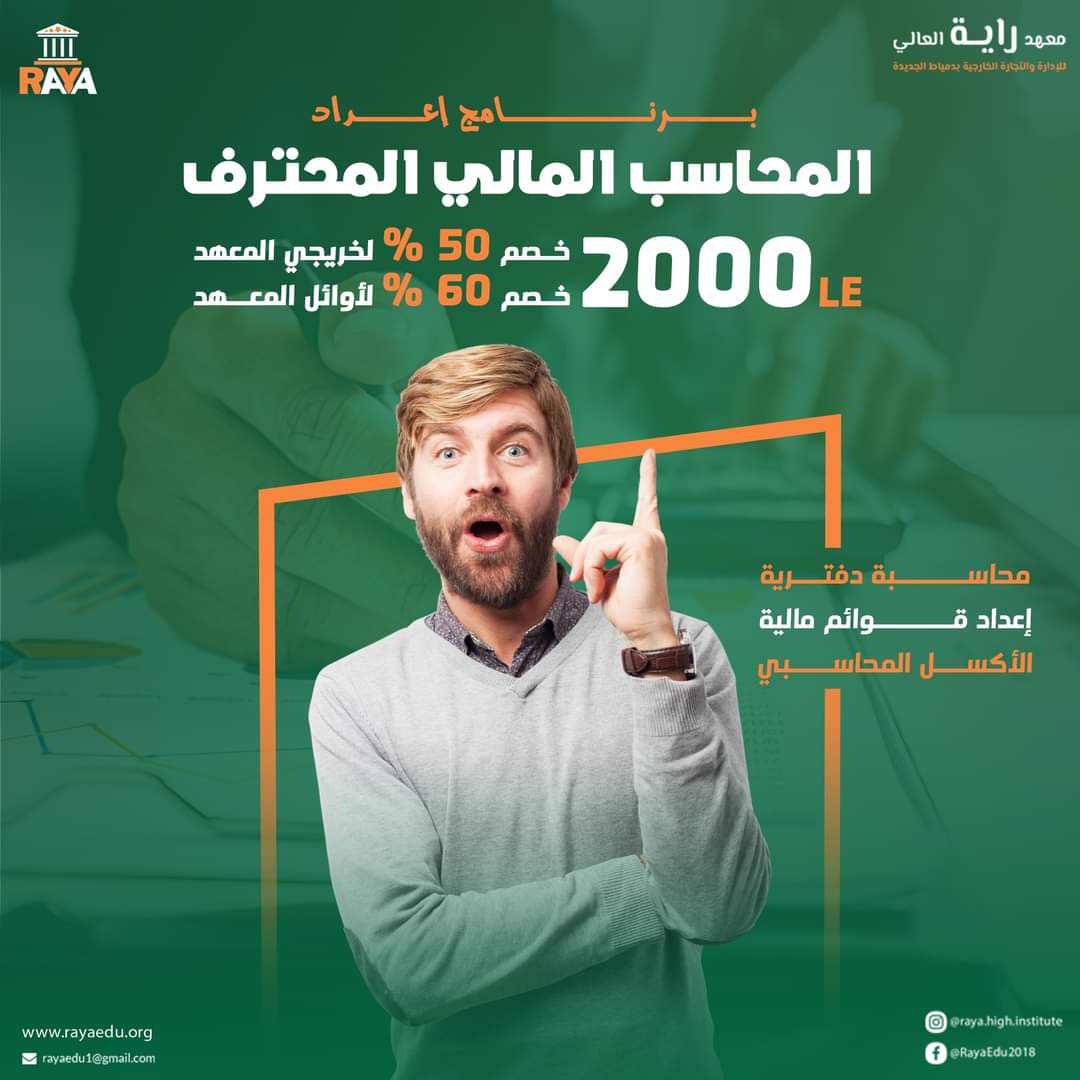 RAYA
معهد راية العالي
للإدارة والتجارة الخارجية بدمياط الجديدة
برنامج إعداد
المحاسب المالي المحترف
2000 LE
خصم 50 % لخريجي المعهد
خصم 60 % لأوائل المعهد
محاسبة دفترية
إعداد قوائم مالية
الأكسل المحاسبي
www.rayaedu.org
rayaedu1@gmail.com
@raya.high.institute
@RayaEdu2018